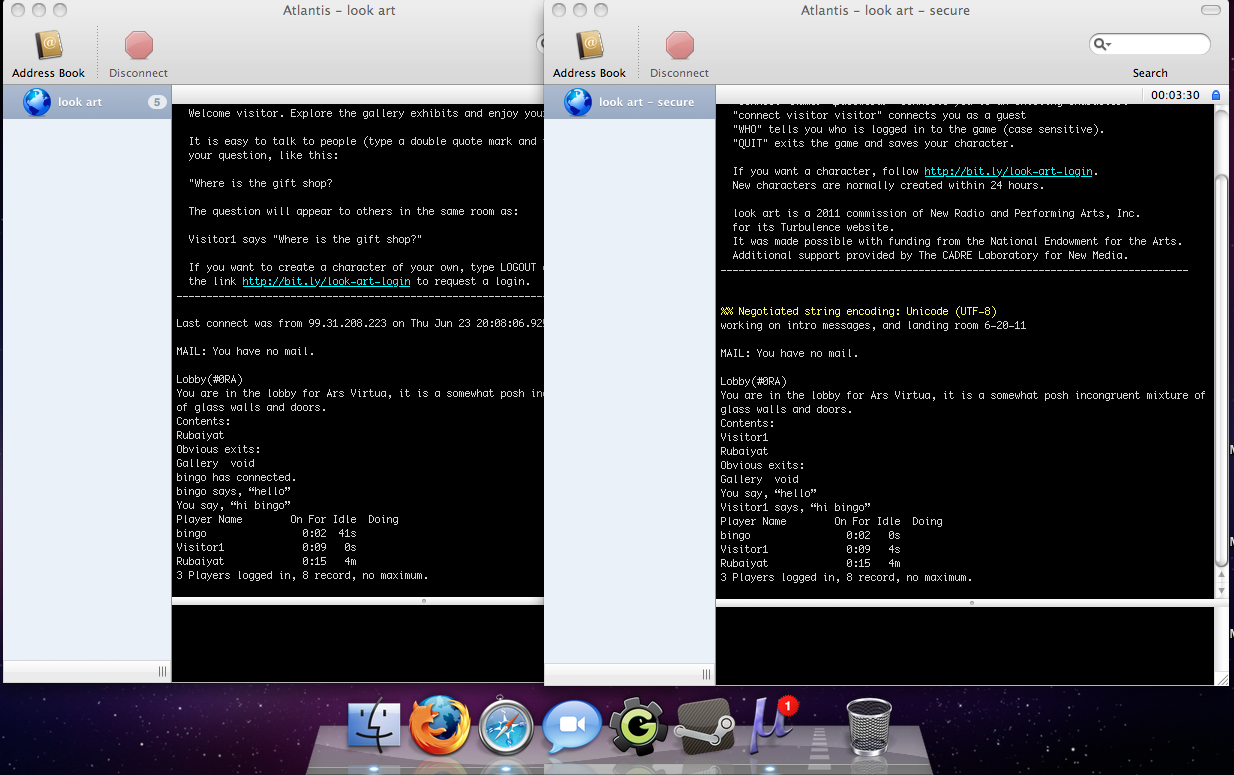 Atlantis – look art
Address Book
Disconnect
look art
5
Welcome visitor. Explore the gallery exhibits and enjoy
It is easy to talk to people (type a double quote mark and
your question, like this:
"Where is the gift shop?
The question will appear to others in the same room as:
Visitor1 says "Where is the gift shop?"
If you want to create a character of your own, type LOGOUT
the link http://bit.ly/look-art-login to request a login.
Last connect was from 99.31.208.223 on Thu Jun 23 20:08:06.925
MAIL: You have no mail.
Lobby(#0RA)
You are in the lobby for Ars Virtua, it is a somewhat posh
of glass walls and doors.
Contents:
Rubaiyat
Obvious exits:
Gallery  void
bingo has connected.
bingo says, “hello”
You say, “hi bingo”
Player Name        On For Idle  Doing
bingo                0:02  41s
Visitor1             0:09   0s
Rubaiyat             0:15   4m
3 Players logged in, 8 record, no maximum.
Atlantis – look art – secure
Address Book
Disconnect
Search
look art – secure
00:03:30
"connect visitor visitor" connects you as a guest
"WHO" tells you who is logged in to the game (case sensitive).
"QUIT" exits the game and saves your character.
If you want a character, follow http://bit.ly/look-art-login.
New characters are normally created within 24 hours.
look art is a 2011 commission of New Radio and Performing Arts, Inc.
for its Turbulence website.
It was made possible with funding from the National Endowment for the Arts.
Additional support provided by The CADRE Laboratory for New Media.
%% Negotiated string encoding: Unicode (UTF-8)
working on intro messages, and landing room 6-20-11
MAIL: You have no mail.
Lobby(#0RA)
You are in the lobby for Ars Virtua, it is a somewhat posh incongruent mixture of
glass walls and doors.
Contents:
Visitor1
Rubaiyat
Obvious exits:
Gallery  void
You say, “hello”
Visitor1 says, “hi bingo”
Player Name        On For Idle  Doing
bingo                0:02   0s
Visitor1             0:09   4s
Rubaiyat             0:15   4m
3 Players logged in, 8 record, no maximum.
1